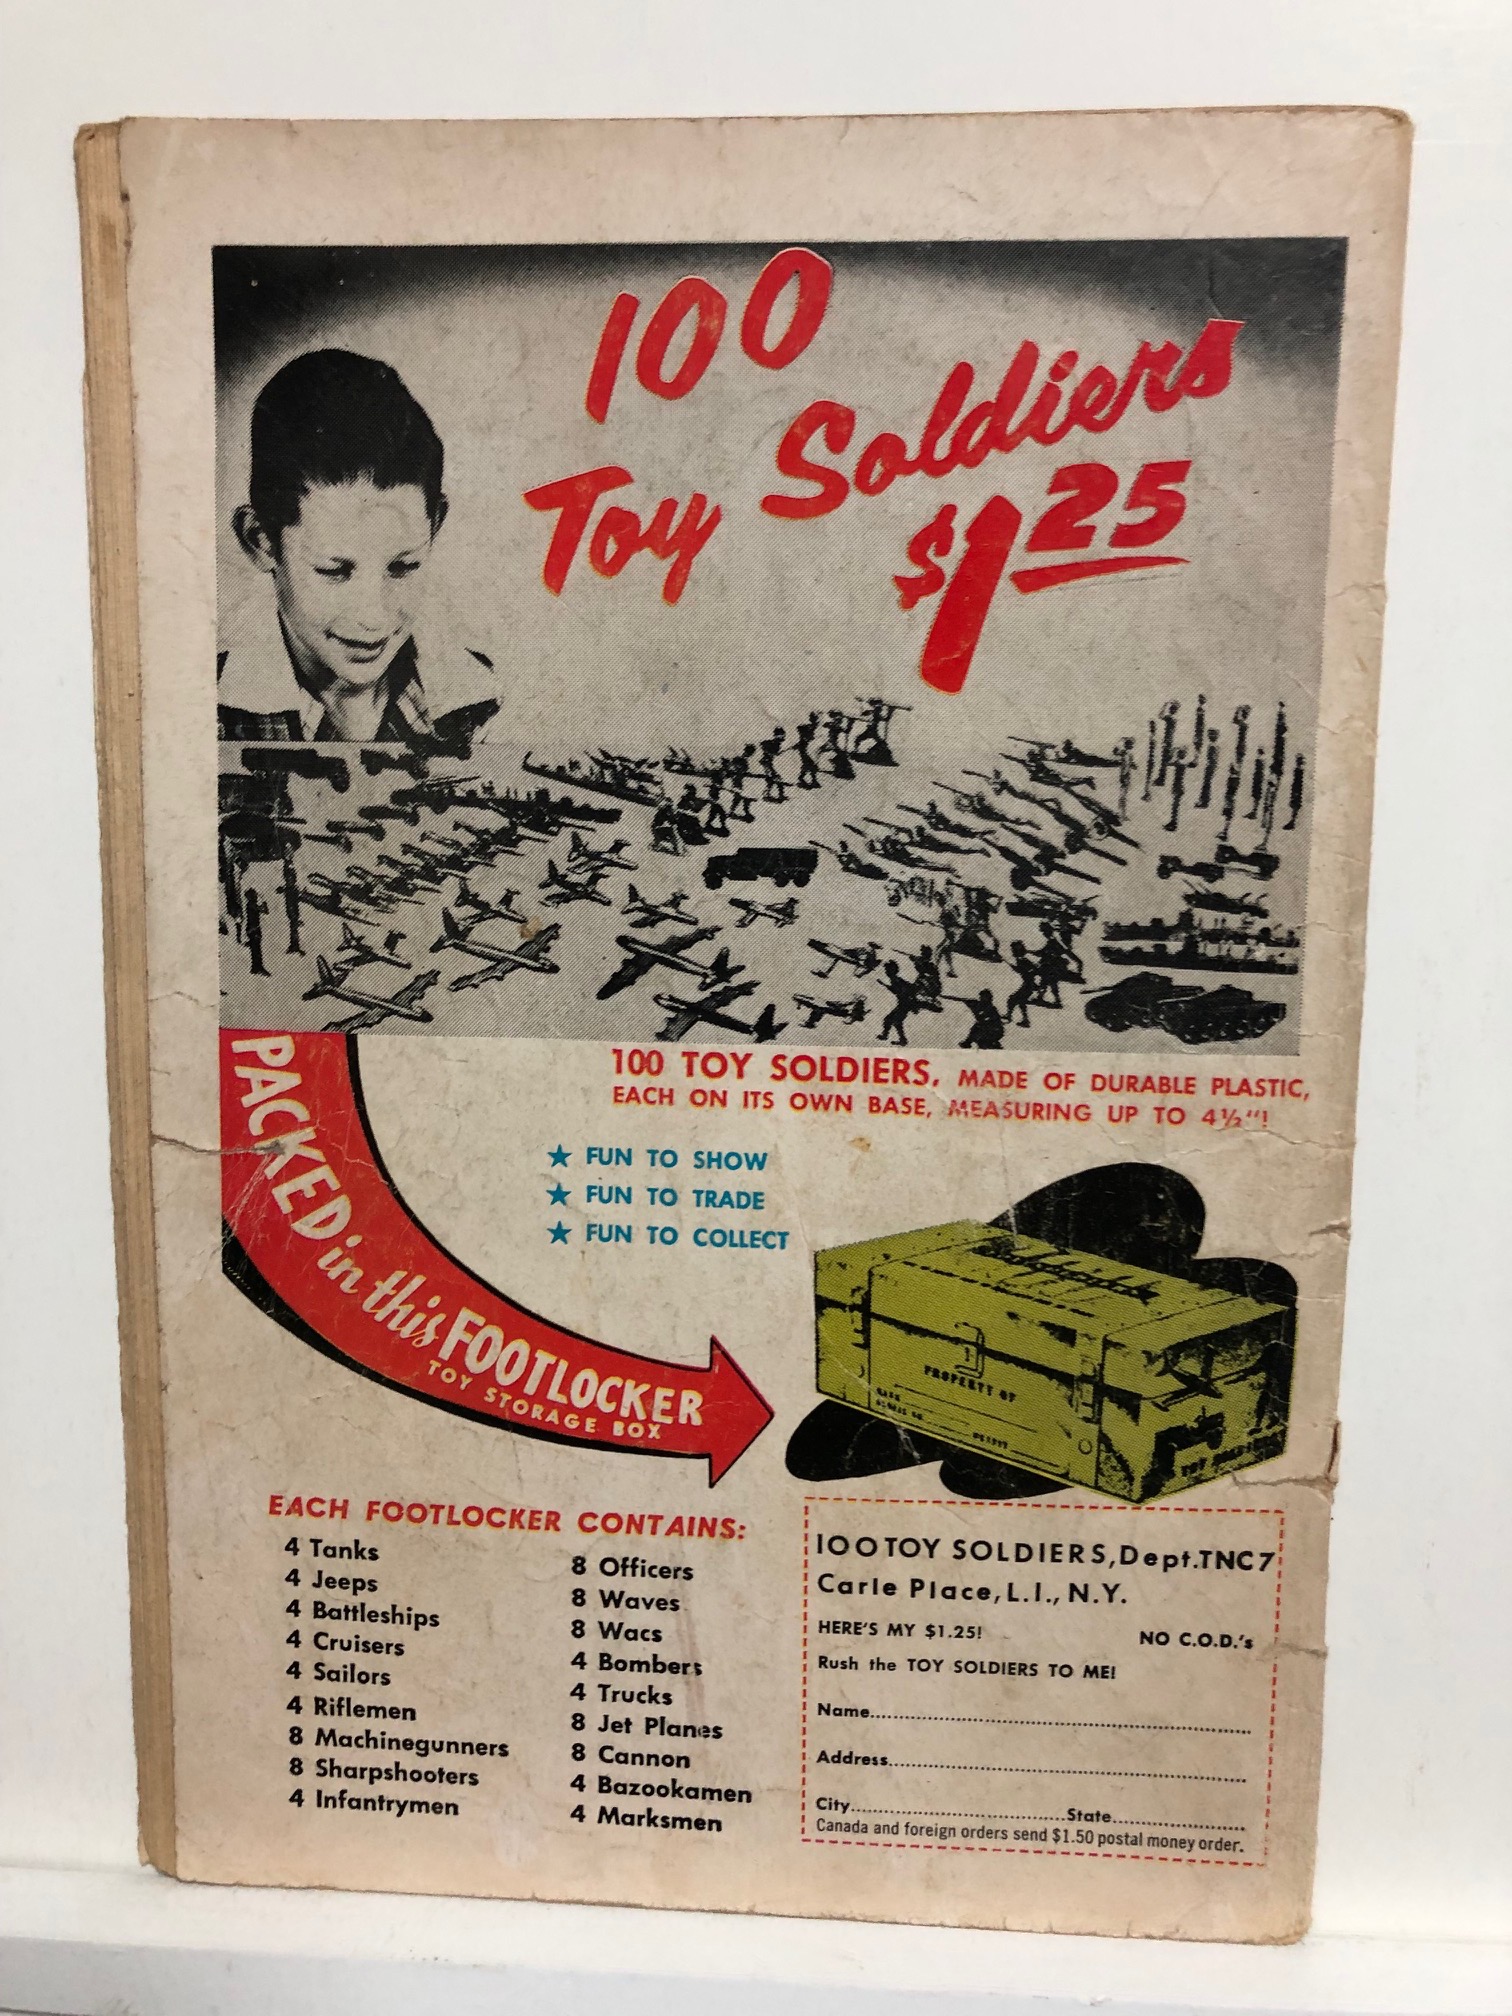 100
Toy Soldiers
$1.25
100 TOY SOLDIERS, MADE OF DURABLE PLASTIC,
EACH ON ITS OWN BASE, MEASURING UP TO 4½"!
★ FUN TO SHOW
★ FUN TO TRADE
★ FUN TO COLLECT
PACKED in this FOOTLOCKER
TOY STORAGE BOX
PROPERTY OF
EACH FOOTLOCKER CONTAINS:
4 Tanks
4 Jeeps
4 Battleships
4 Cruisers
4 Sailors
4 Riflemen
8 Machinegunners
8 Sharpshooters
4 Infantrymen
8 Officers
8 Waves
8 Wacs
4 Bombers
4 Trucks
8 Jet Planes
8 Cannon
4 Bazookamen
4 Marksmen
100 TOY SOLDIERS, Dept. TNC7
Carle Place, L.I., N.Y.
HERE'S MY $1.25! NO C.O.D.'s
Rush the TOY SOLDIERS TO ME!
Name
Address
City State
Canada and foreign orders send $1.50 postal money order.